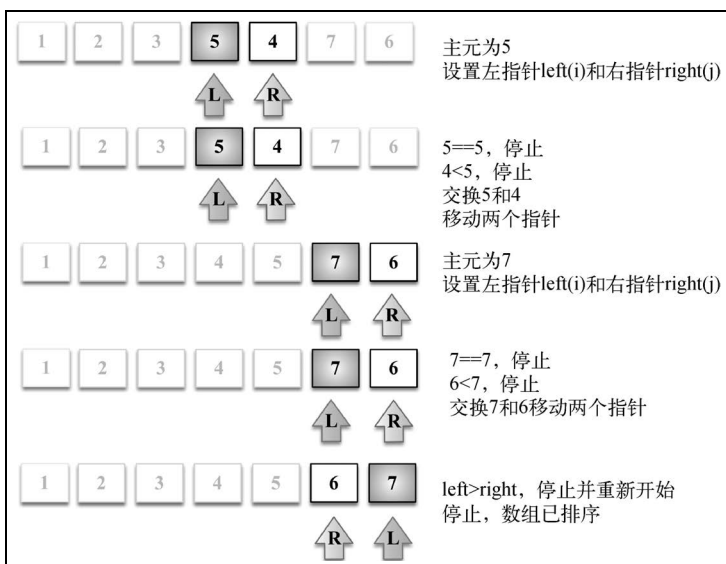 1 2 3 5 4 7 6
主元为5
设置左指针left(i)和右指针right(j)
L R
1 2 3 5 4 7 6
5==5，停止
4<5，停止
交换5和4
移动两个指针
L R
1 2 3 4 5 7 6
主元为7
设置左指针left(i)和右指针right(j)
L R
1 2 3 4 5 7 6
7==7，停止
6<7，停止
交换7和6移动两个指针
L R
1 2 3 4 5 6 7
left>right，停止并重新开始
停止，数组已排序
R L